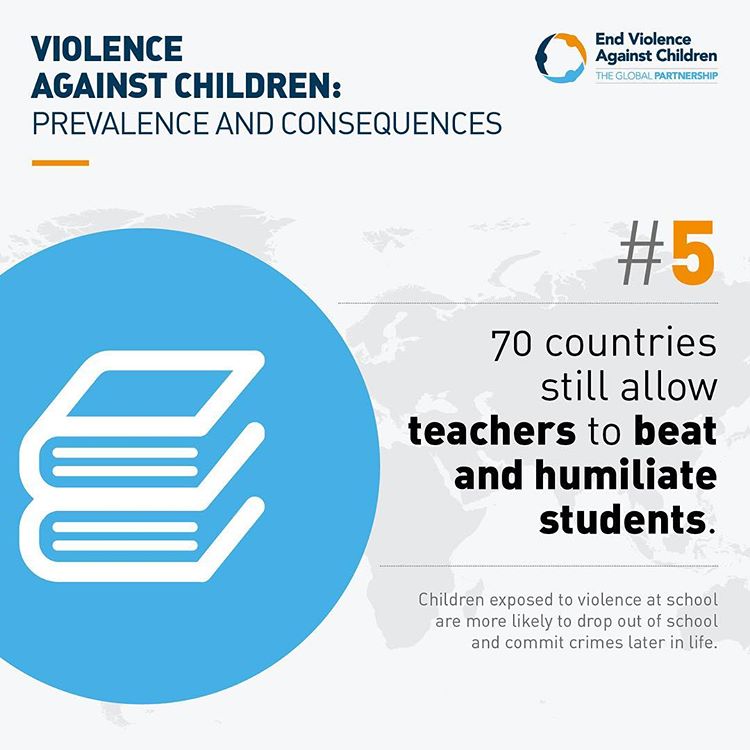 VIOLENCE
AGAINST CHILDREN:
PREVALENCE AND CONSEQUENCES
End Violence
Against Children
THE GLOBAL PARTNERSHIP
#5
70 countries
still allow
teachers to beat
and humiliate
students.
Children exposed to violence at school
are more likely to drop out of school
and commit crimes later in life.